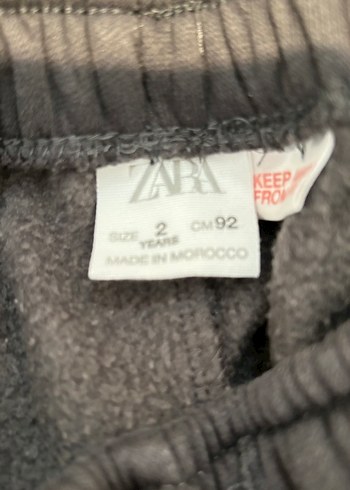 ZARA
SIZE 2 YEARS CM 92
MADE IN MOROCCO
KEEP
FROM